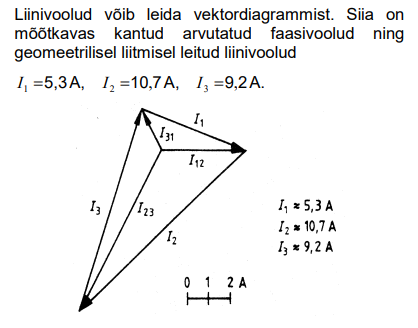 Liinivoolud võib leida vektordiagrammist. Siia on
mõõtkavas kantud arvutatud faasivoolud ning
geomeetrilisel liitmisel leitud liinivoolud
I₁ =5,3 A, I₂ =10,7 A, I₃ =9,2 A.
I₁
I₃₁
I₁₂
I₃
I₂₃
I₂
I₁ ≈ 5,3 A
I₂ ≈ 10,7 A
I₃ ≈ 9,2 A
0 1 2 A